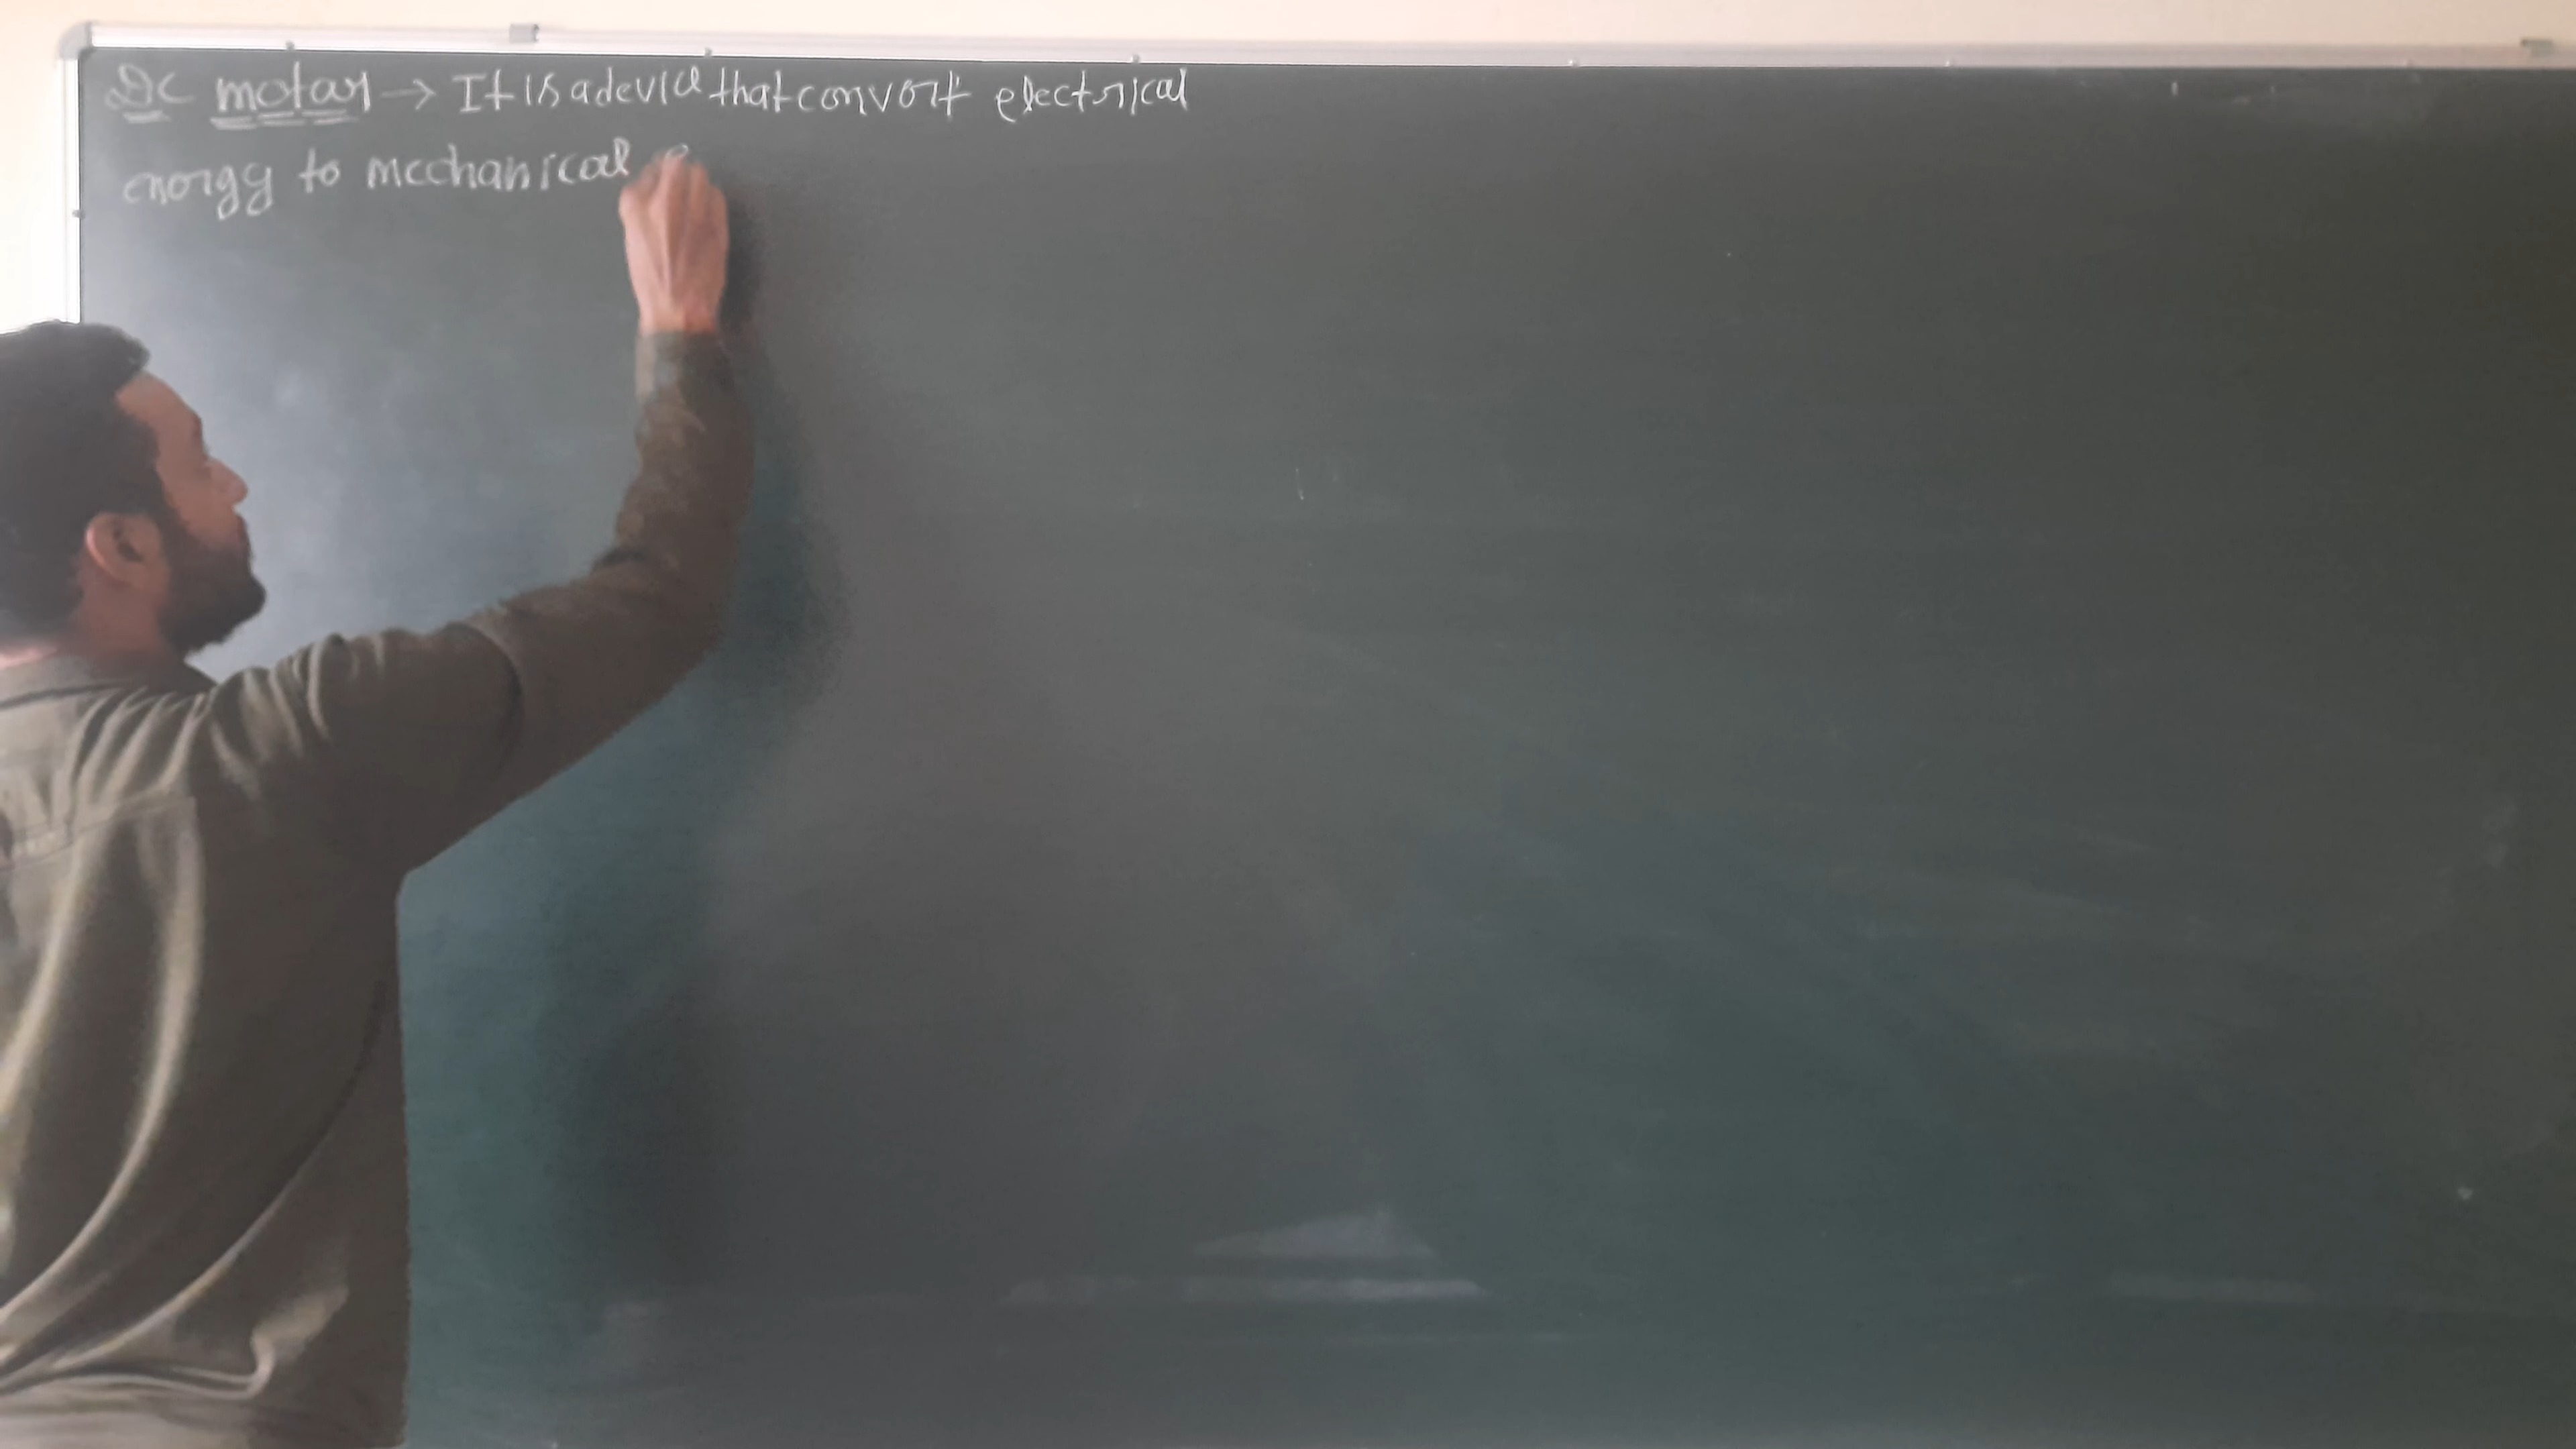 DC motor → It is a device that convert electrical
energy to mechanical e